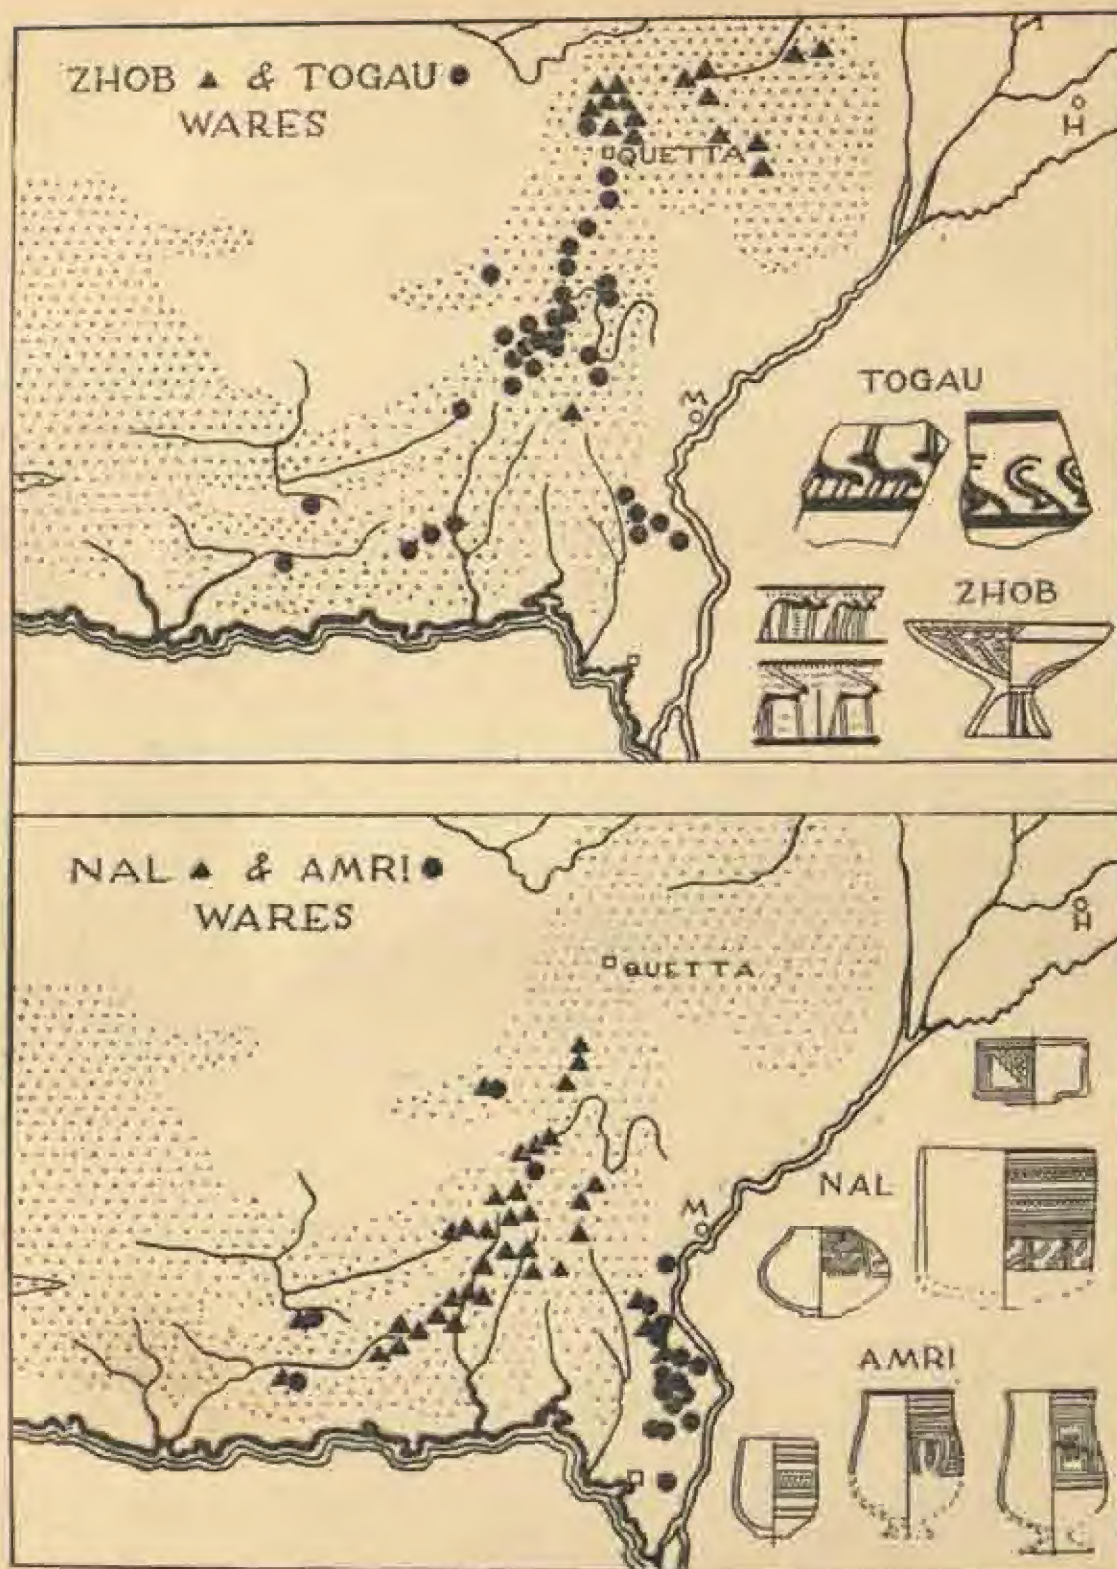 ZHOB ▲ & TOGAU ●
WARES
QUETTA
H
M
TOGAU
ZHOB
NAL ▲ & AMRI ●
WARES
QUETTA
H
M
NAL
AMRI